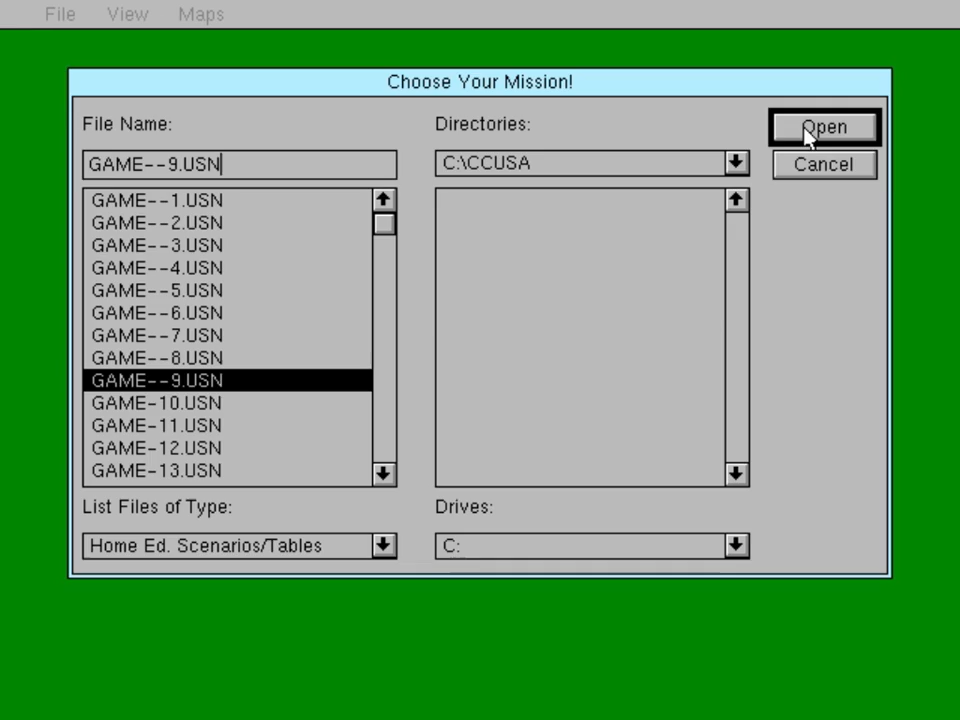 File View Maps
Choose Your Mission!
File Name:
GAME--9.USN
GAME--1.USN
GAME--2.USN
GAME--3.USN
GAME--4.USN
GAME--5.USN
GAME--6.USN
GAME--7.USN
GAME--8.USN
GAME--9.USN
GAME-10.USN
GAME-11.USN
GAME-12.USN
GAME-13.USN
List Files of Type:
Home Ed. Scenarios/Tables
Directories:
C:\CCUSA
Drives:
C:
Open
Cancel